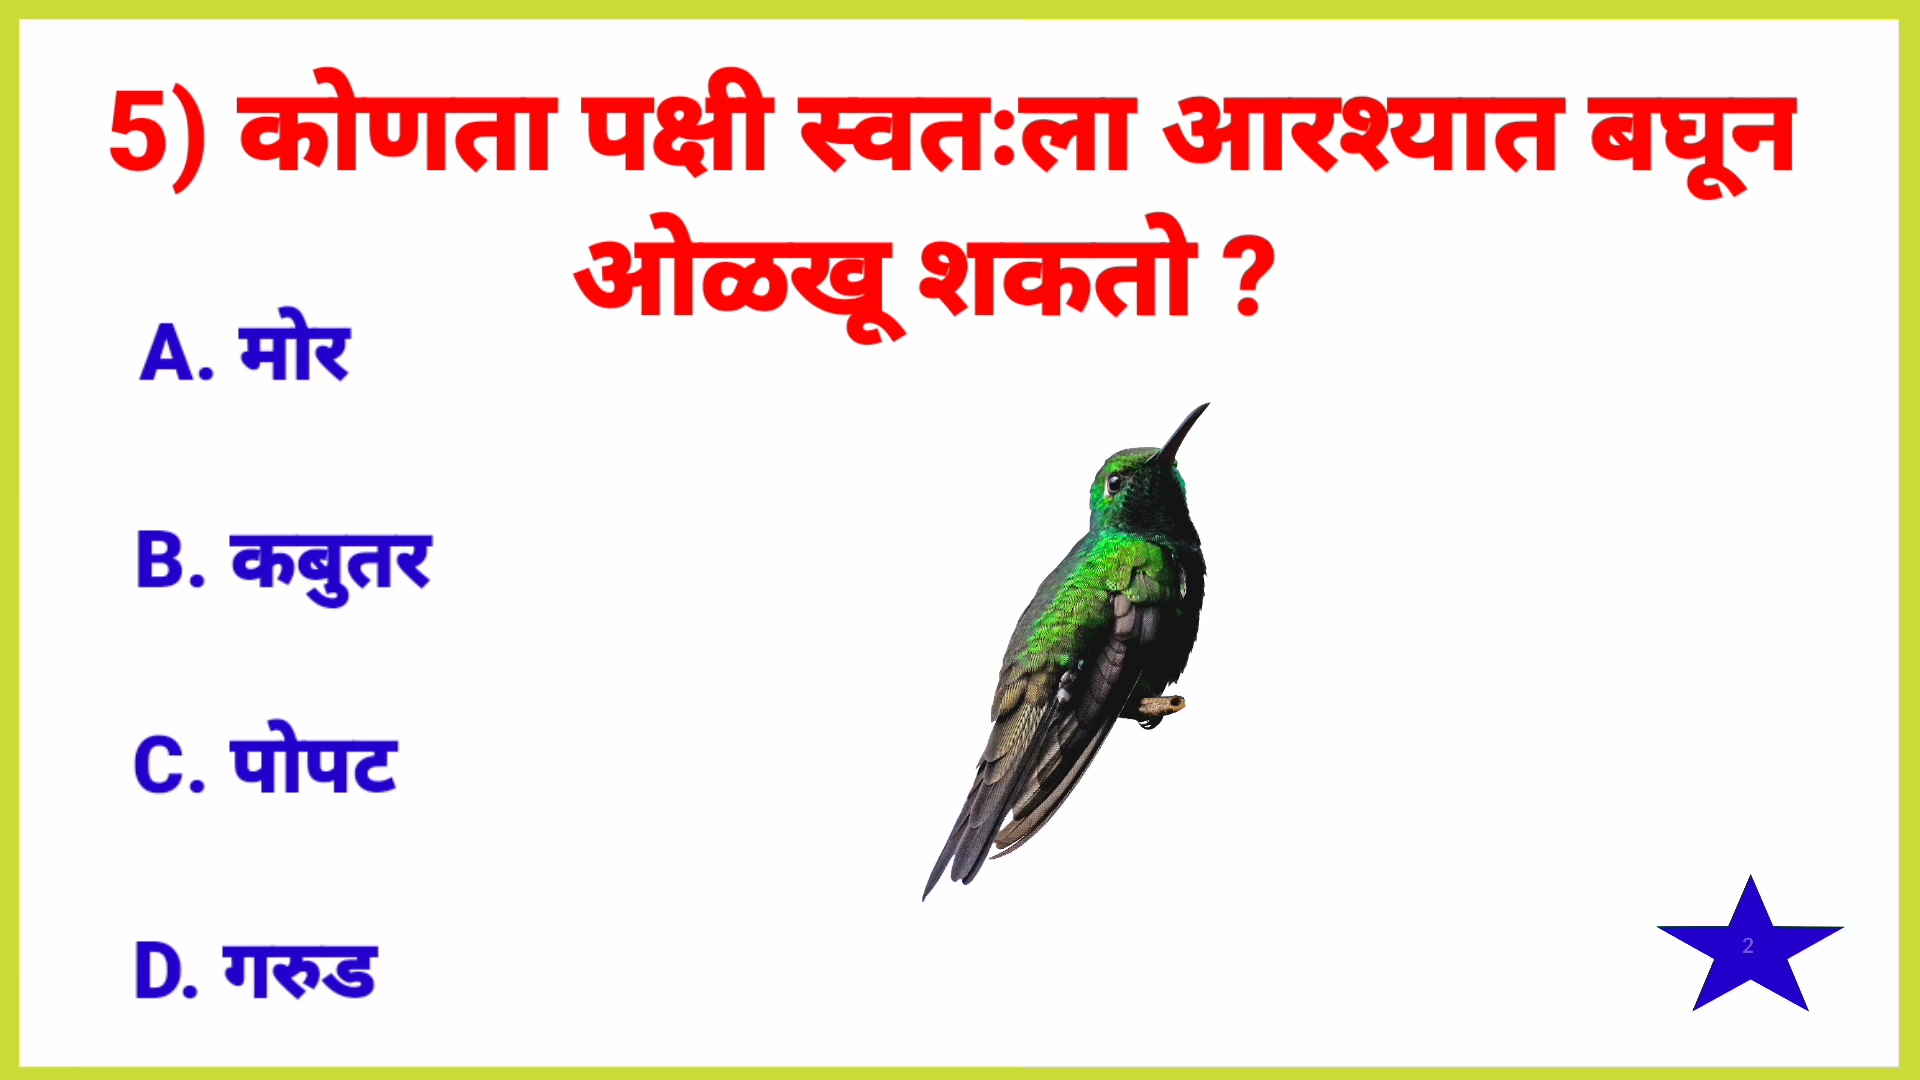 5) कोणता पक्षी स्वतःला आरश्यात बघून
ओळखू शकतो ?
A. मोर
B. कबुतर
C. पोपट
D. गरुड
2